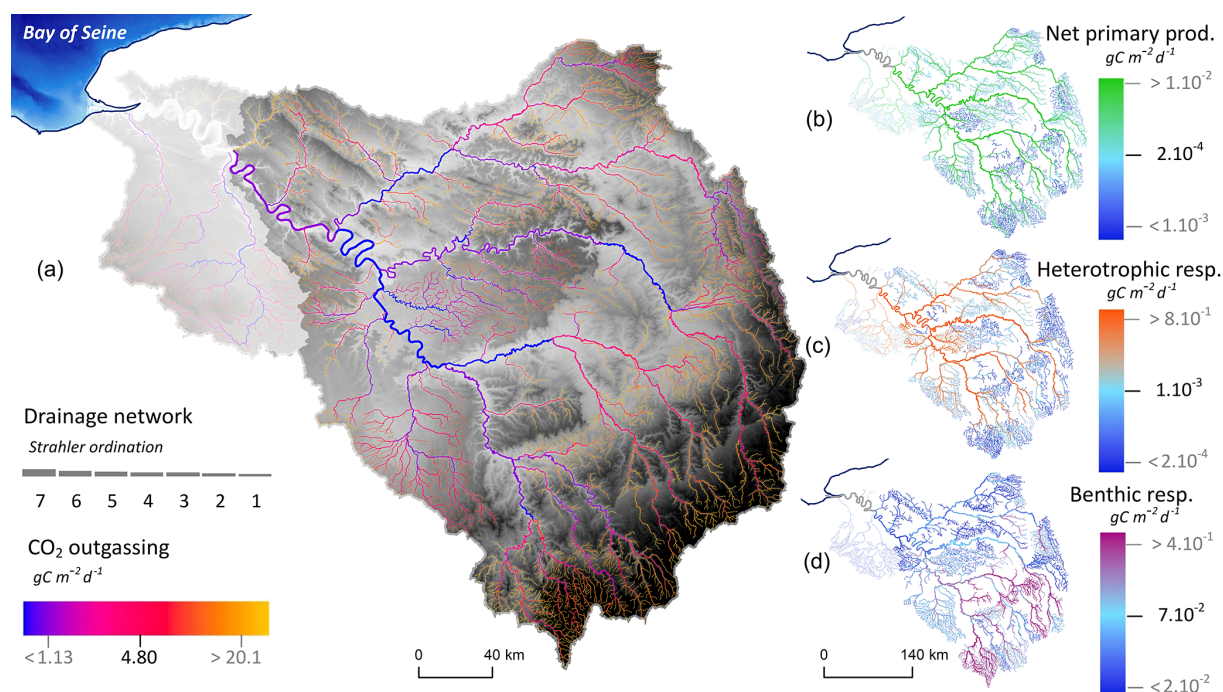 Bay of Seine
(a)
Drainage network
Strahler ordination
7 6 5 4 3 2 1
CO₂ outgassing
gC m⁻² d⁻¹
< 1.13 4.80 > 20.1
0 40 km
Net primary prod.
gC m⁻² d⁻¹
> 1.10⁻²
(b)
2.10⁻⁴
< 1.10⁻³
Heterotrophic resp.
gC m⁻² d⁻¹
> 8.10⁻¹
(c)
1.10⁻³
< 2.10⁻⁴
Benthic resp.
gC m⁻² d⁻¹
> 4.10⁻¹
(d)
7.10⁻²
< 2.10⁻²
0 140 km